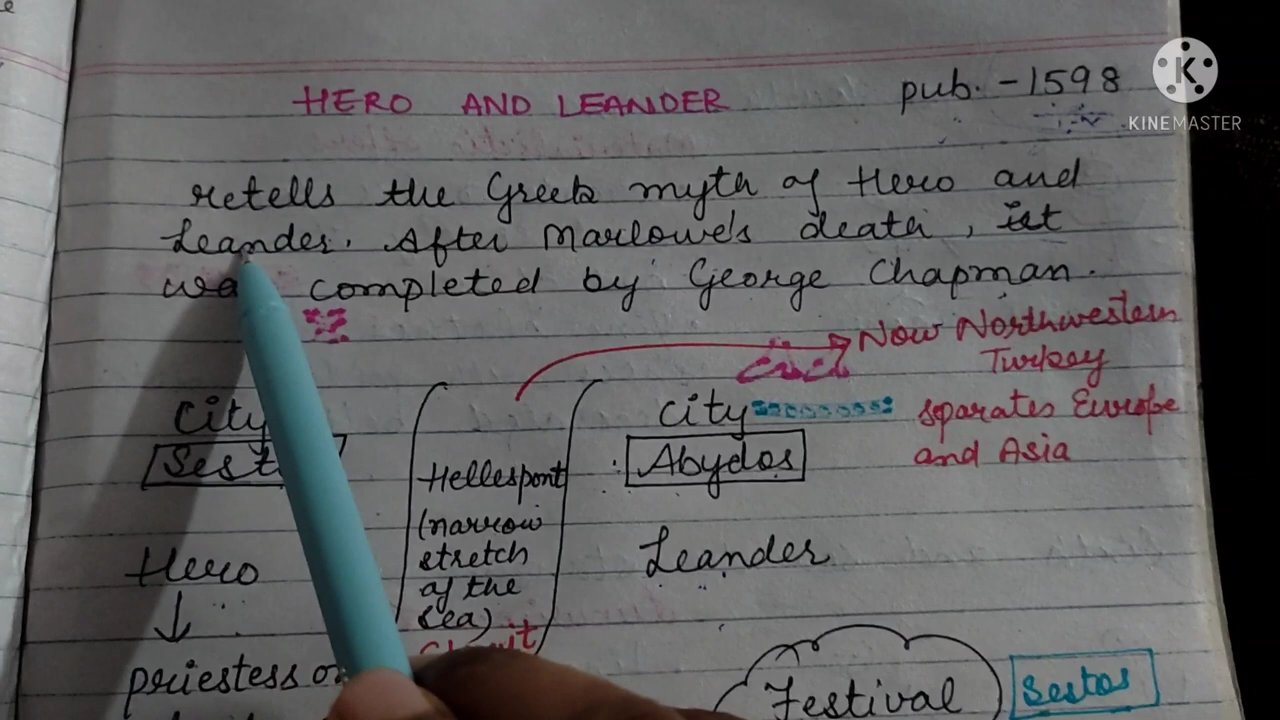 HERO AND LEANDER pub. - 1598
KINEMASTER
retells the Greek myth of Hero and
Leander. After Marlowe's death, it
was completed by George Chapman.
Now Northwestern
Turkey
separates Europe
and Asia
City
Hellespont
(narrow
stretch
of the
sea)
City
Abydos
Hero
Leander
priestess of
Festival
Sestos